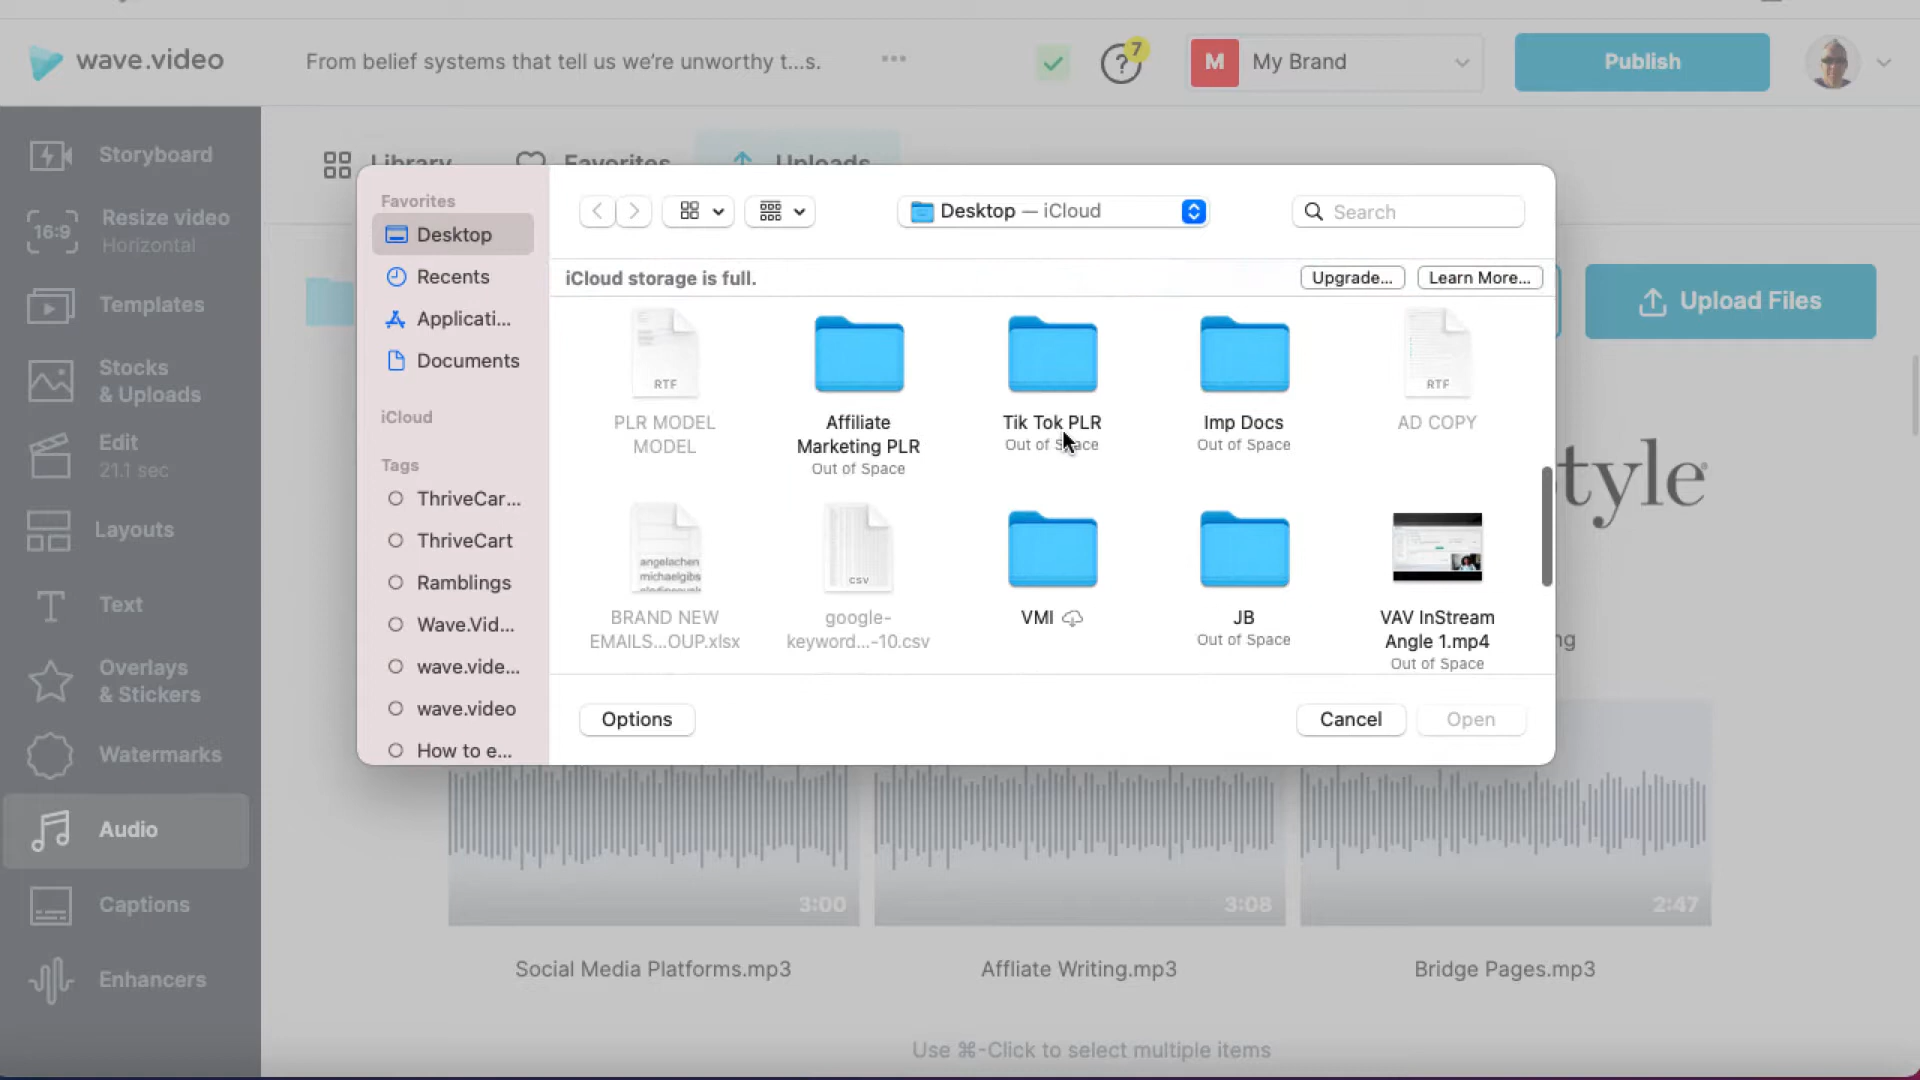 wave.video
From belief systems that tell us we're unworthy t...s.
7
M My Brand
Publish
Storyboard
16:9
Resize video
Horizontal
Templates
Stocks
& Uploads
Edit
21.1 sec
Layouts
Text
Overlays
& Stickers
Watermarks
Audio
Captions
Enhancers
Library
Favorites
Uploads
Upload Files
style
ng
Favorites
Desktop
Recents
Applicati...
Documents
iCloud
Tags
ThriveCar...
ThriveCart
Ramblings
Wave.Vid...
wave.vide...
wave.video
How to e...
Desktop — iCloud
Search
iCloud storage is full.
Upgrade...
Learn More...
RTF
PLR MODEL
MODEL
Affiliate
Marketing PLR
Out of Space
Tik Tok PLR
Out of Space
Imp Docs
Out of Space
RTF
AD COPY
angelachen
michaelgibs
BRAND NEW
EMAILS...OUP.xlsx
CSV
google-
keyword...-10.csv
VMI
JB
Out of Space
VAV InStream
Angle 1.mp4
Out of Space
Options
Cancel
Open
3:00
3:08
2:47
Social Media Platforms.mp3
Affliate Writing.mp3
Bridge Pages.mp3
Use ⌘-Click to select multiple items